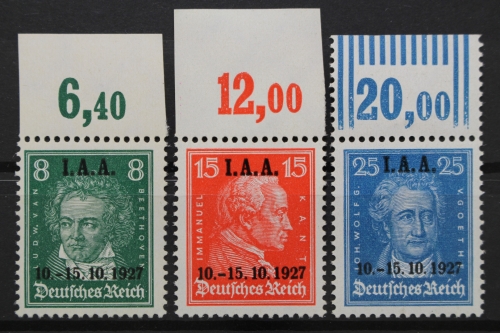 6,40
8 I.A.A. 8
LUDW. VAN
BEETHOVEN
10.-15.10.1927
Deutsches Reich
12,00
15 I.A.A. 15
IMMANUEL
KANT
10.-15.10.1927
Deutsches Reich
20,00
25 I.A.A. 25
JOH. WOLFG.
V. GOETHE
10.-15.10.1927
Deutsches Reich